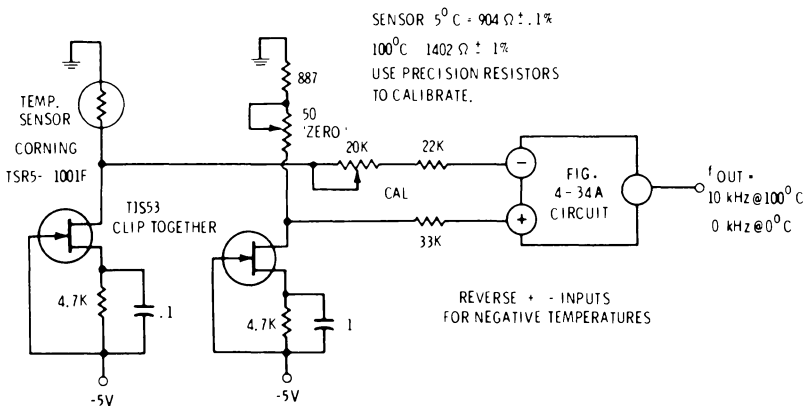 SENSOR 5°C = 904 Ω ± .1%
100°C 1402 Ω ± 1%
USE PRECISION RESISTORS
TO CALIBRATE.
TEMP.
SENSOR
CORNING
TSR5- 1001F
887
50
'ZERO'
20K
22K
CAL
33K
−
+
FIG.
4-34A
CIRCUIT
fOUT =
10 kHz@100°C
0 kHz@0°C
TIS53
CLIP TOGETHER
4.7K
.1
-5V
4.7K
1
-5V
REVERSE + - INPUTS
FOR NEGATIVE TEMPERATURES